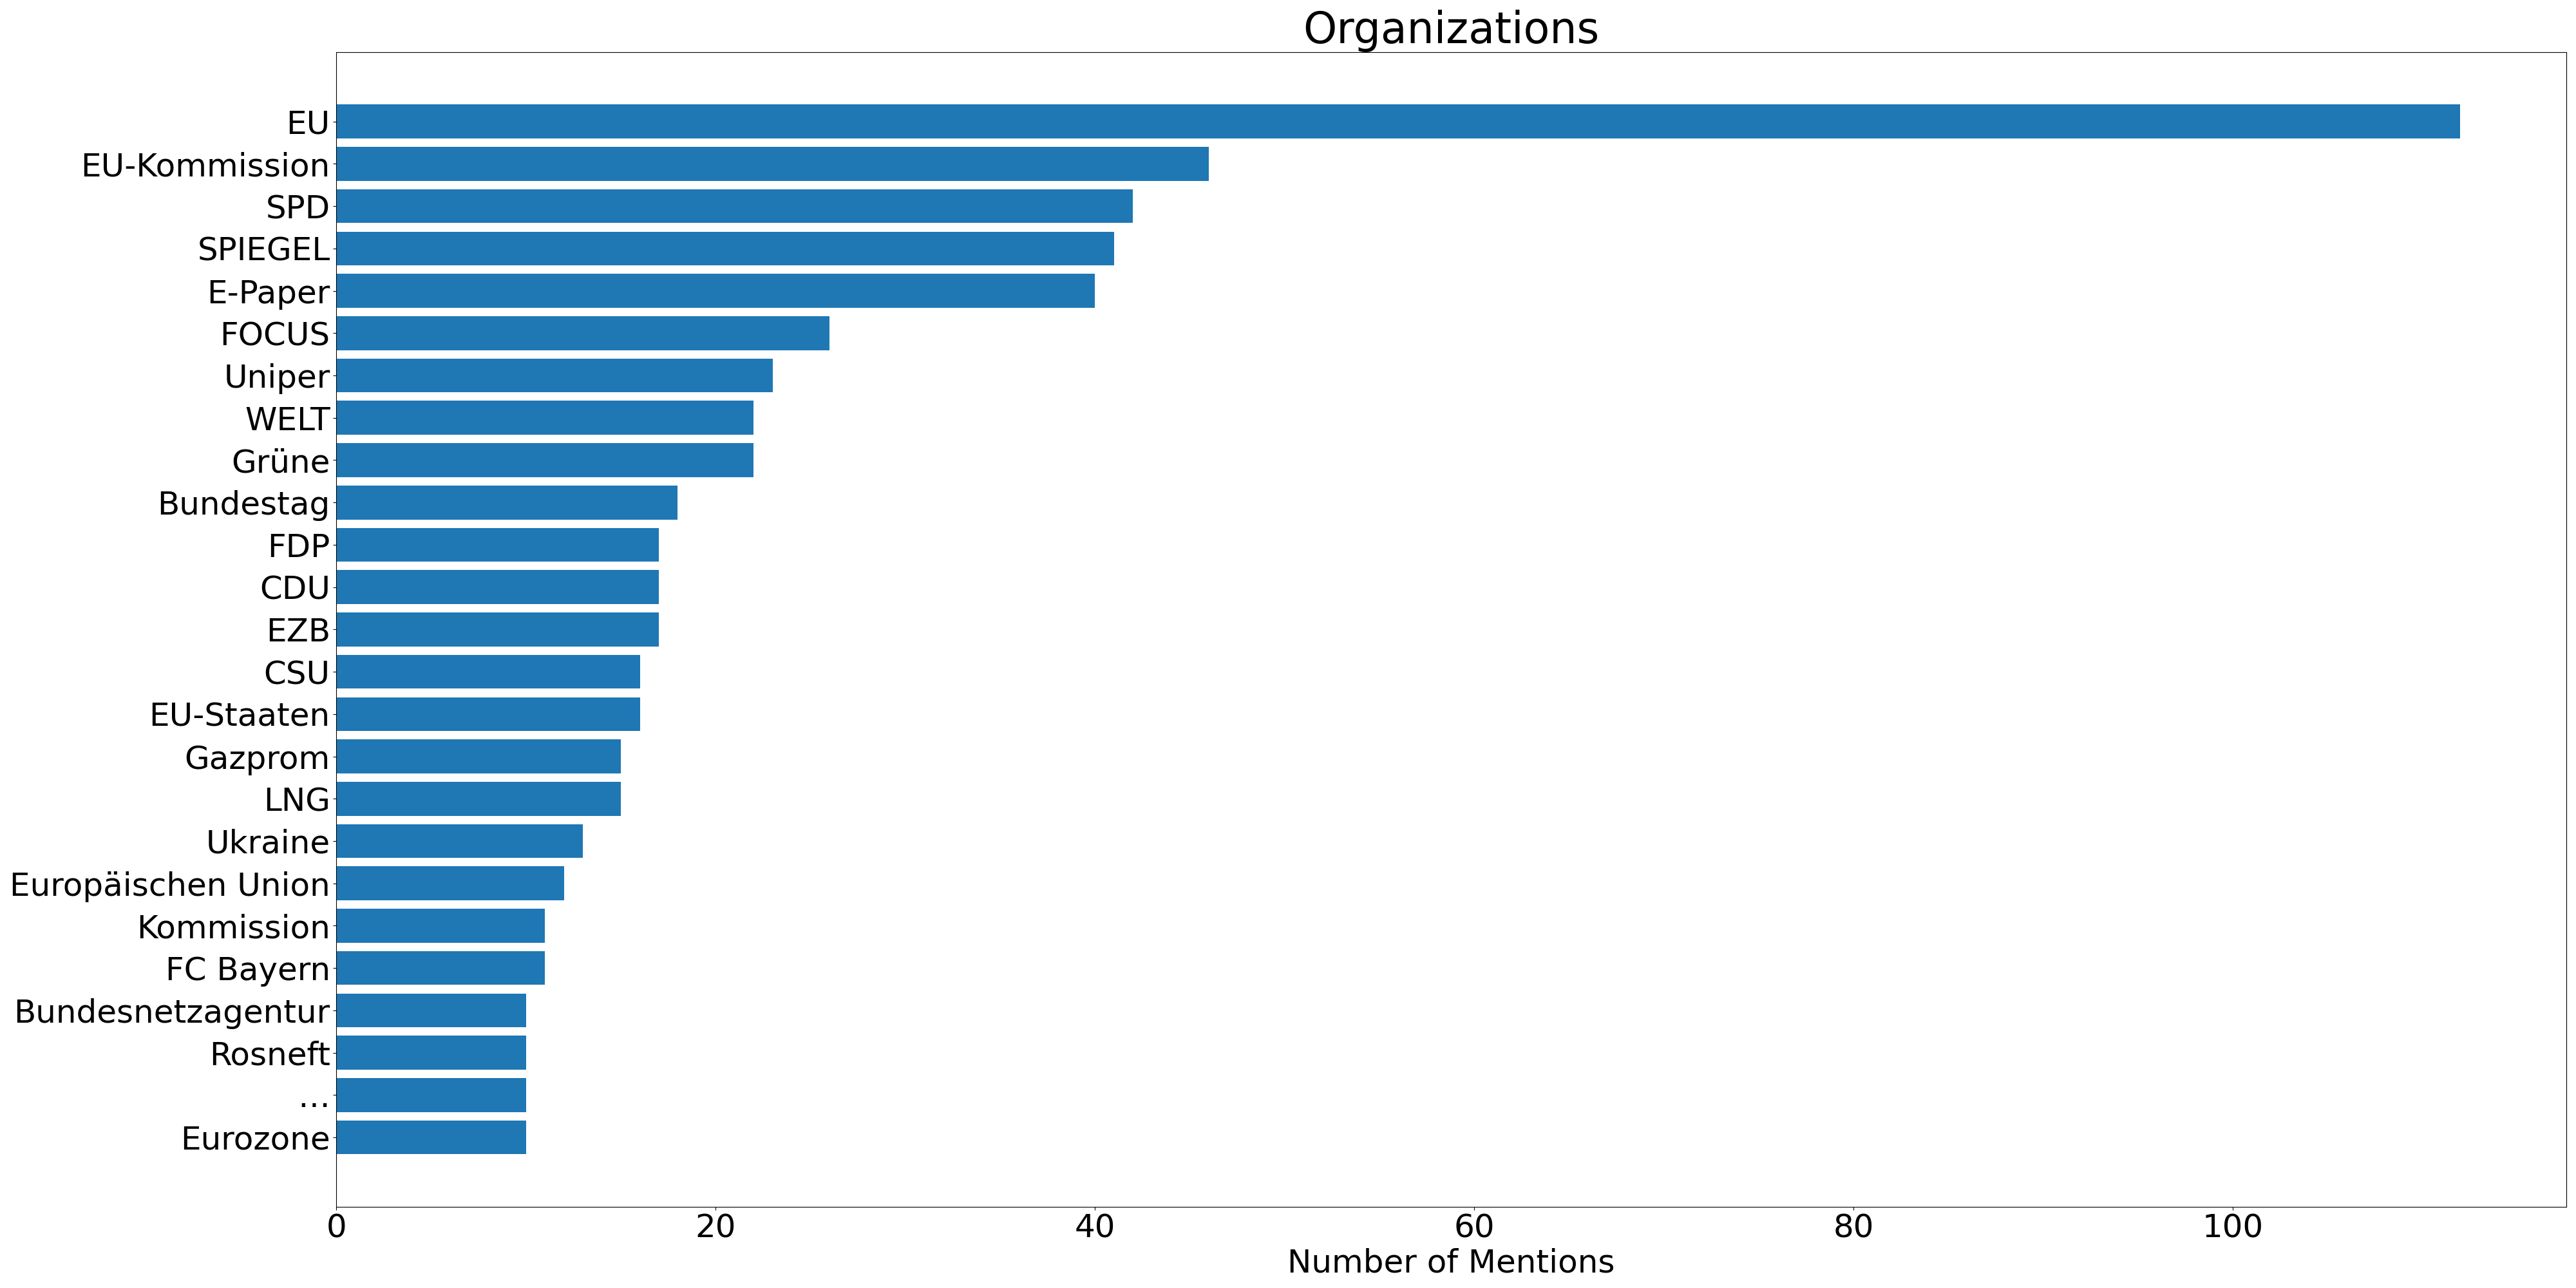 Organizations
EU
EU-Kommission
SPD
SPIEGEL
E-Paper
FOCUS
Uniper
WELT
Grüne
Bundestag
FDP
CDU
EZB
CSU
EU-Staaten
Gazprom
LNG
Ukraine
Europäischen Union
Kommission
FC Bayern
Bundesnetzagentur
Rosneft
...
Eurozone
0 20 40 60 80 100
Number of Mentions